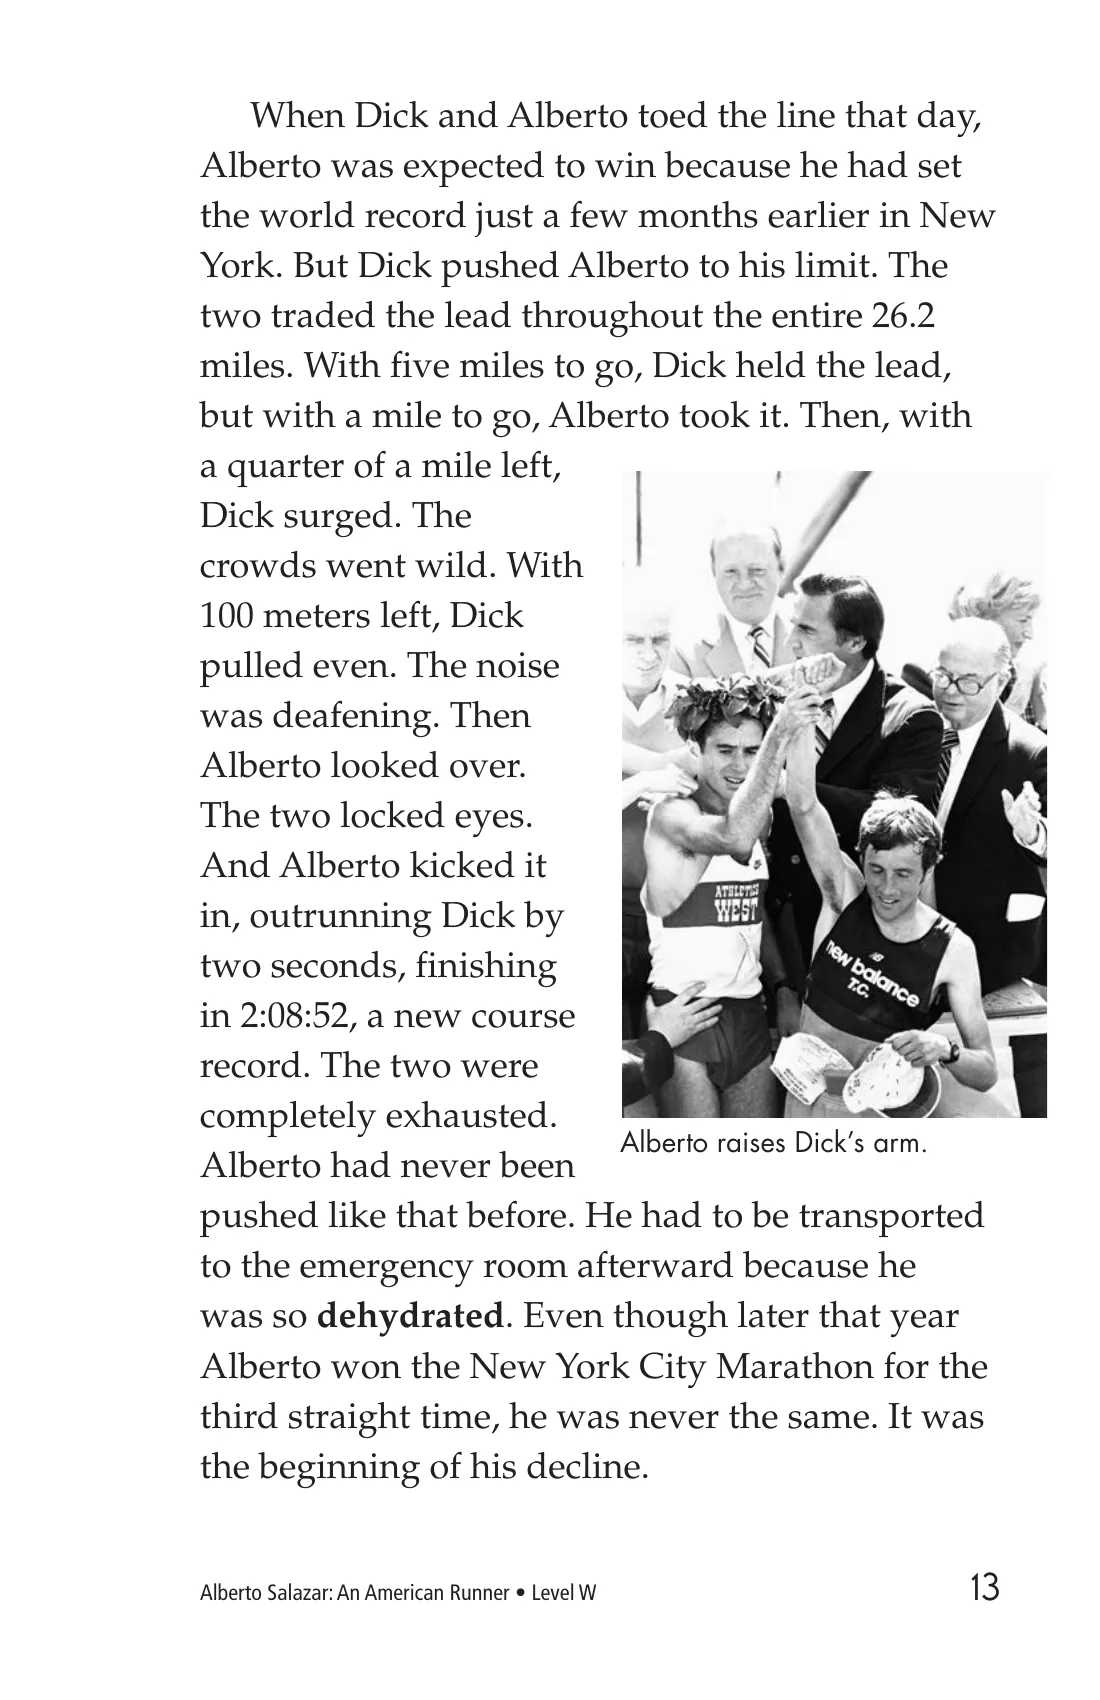 When Dick and Alberto toed the line that day,
Alberto was expected to win because he had set
the world record just a few months earlier in New
York. But Dick pushed Alberto to his limit. The
two traded the lead throughout the entire 26.2
miles. With five miles to go, Dick held the lead,
but with a mile to go, Alberto took it. Then, with
a quarter of a mile left,
Dick surged. The
crowds went wild. With
100 meters left, Dick
pulled even. The noise
was deafening. Then
Alberto looked over.
The two locked eyes.
And Alberto kicked it
in, outrunning Dick by
two seconds, finishing
in 2:08:52, a new course
record. The two were
completely exhausted.
Alberto had never been
pushed like that before. He had to be transported
to the emergency room afterward because he
was so dehydrated. Even though later that year
Alberto won the New York City Marathon for the
third straight time, he was never the same. It was
the beginning of his decline.
ATHLETICS
WEST
new balance
T.C.
Alberto raises Dick’s arm.
Alberto Salazar: An American Runner • Level W
13